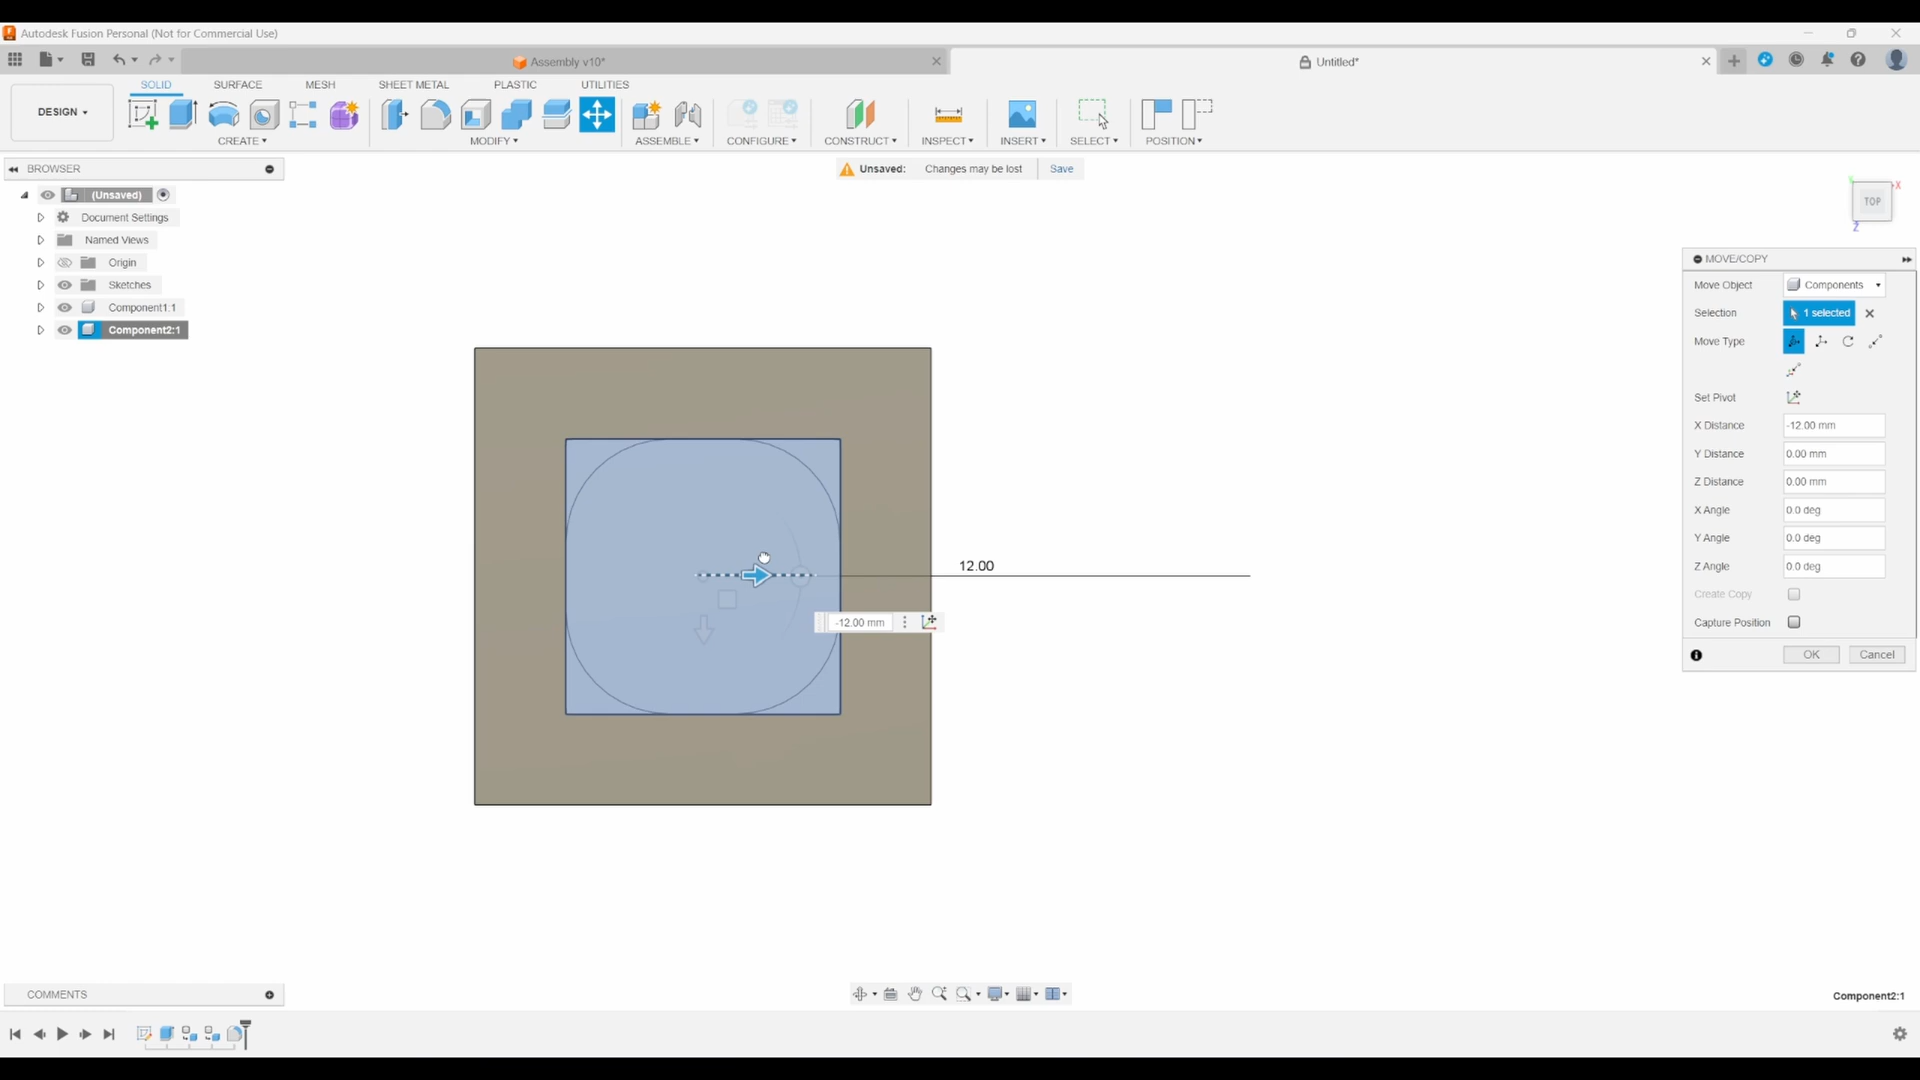 Autodesk Fusion Personal (Not for Commercial Use)
Assembly v10*
Untitled*
SOLID SURFACE MESH SHEET METAL PLASTIC UTILITIES
DESIGN
CREATE MODIFY ASSEMBLE CONFIGURE CONSTRUCT INSPECT INSERT SELECT POSITION
BROWSER
Unsaved: Changes may be lost Save
(Unsaved)
Document Settings
Named Views
Origin
Sketches
Component1:1
Component2:1
TOP
X
Z
MOVE/COPY
Move Object Components
Selection 1 selected
Move Type
Set Pivot
X Distance -12.00 mm
Y Distance 0.00 mm
Z Distance 0.00 mm
X Angle 0.0 deg
Y Angle 0.0 deg
Z Angle 0.0 deg
Create Copy
Capture Position
OK Cancel
12.00
-12.00 mm
COMMENTS
Component2:1